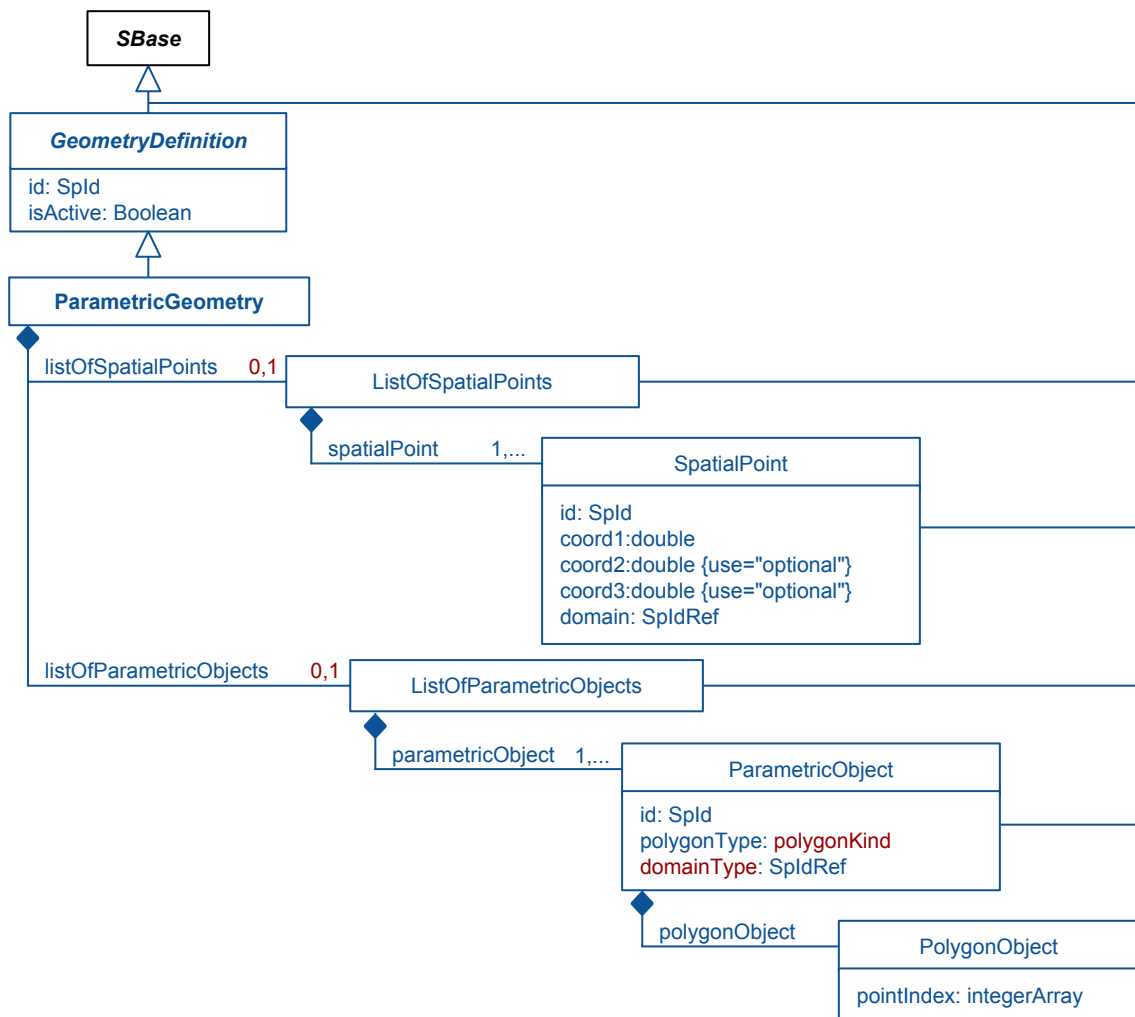 SBase
GeometryDefinition
id: SpId
isActive: Boolean
ParametricGeometry
listOfSpatialPoints 0,1
ListOfSpatialPoints
spatialPoint 1,...
SpatialPoint
id: SpId
coord1:double
coord2:double {use="optional"}
coord3:double {use="optional"}
domain: SpIdRef
listOfParametricObjects 0,1
ListOfParametricObjects
parametricObject 1,...
ParametricObject
id: SpId
polygonType: polygonKind
domainType: SpIdRef
polygonObject
PolygonObject
pointIndex: integerArray